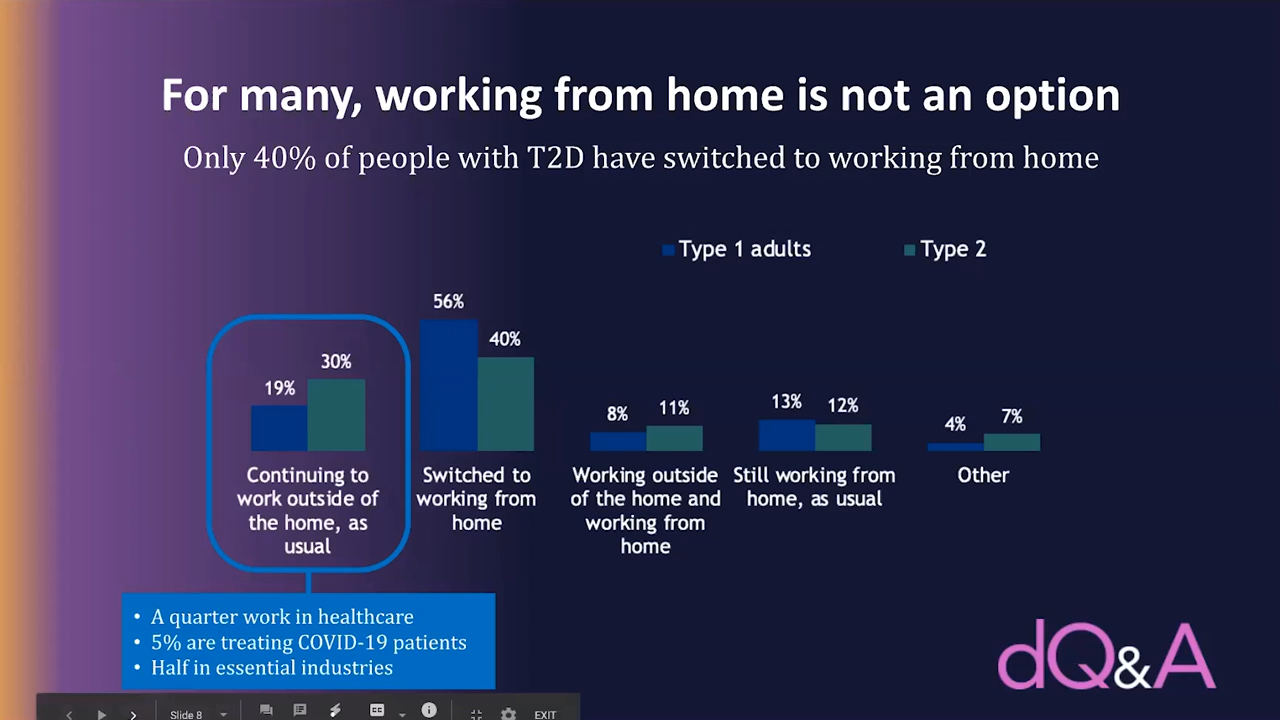 For many, working from home is not an option
Only 40% of people with T2D have switched to working from home
Type 1 adults
Type 2
19%
30%
56%
40%
8%
11%
13%
12%
4%
7%
Continuing to
work outside of
the home, as
usual
Switched to
working from
home
Working outside
of the home and
working from
home
Still working from
home, as usual
Other
• A quarter work in healthcare
• 5% are treating COVID-19 patients
• Half in essential industries
dQ&A
Slide 8
EXIT